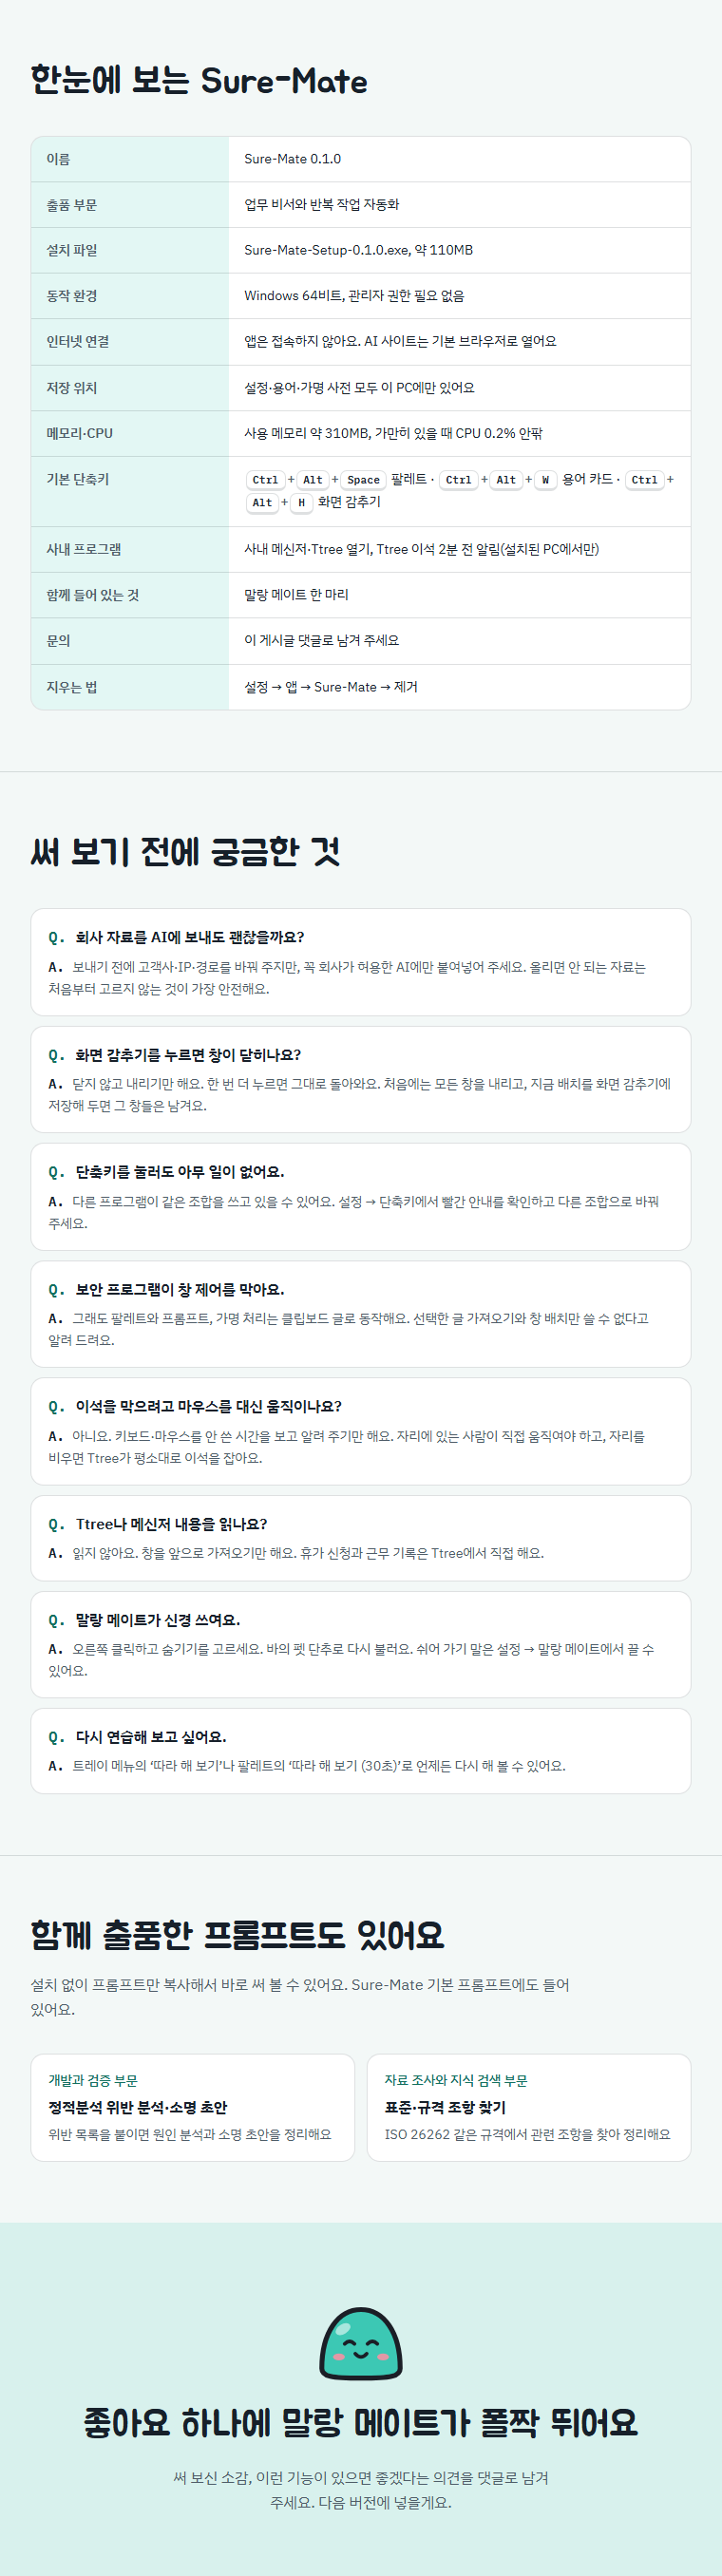 한눈에 보는 Sure-Mate
이름 Sure-Mate 0.1.0
출품 부문 업무 비서와 반복 작업 자동화
설치 파일 Sure-Mate-Setup-0.1.0.exe, 약 110MB
동작 환경 Windows 64비트, 관리자 권한 필요 없음
인터넷 연결 앱은 접속하지 않아요. AI 사이트는 기본 브라우저로 열어요
저장 위치 설정·용어·가명 사전 모두 이 PC에만 있어요
메모리·CPU 사용 메모리 약 310MB, 가만히 있을 때 CPU 0.2% 안팎
기본 단축키 Ctrl + Alt + Space 팔레트 · Ctrl + Alt + W 용어 카드 · Ctrl +
Alt + H 화면 감추기
사내 프로그램 사내 메신저·Ttree 열기, Ttree 이석 2분 전 알림(설치된 PC에서만)
함께 들어 있는 것 말랑 메이트 한 마리
문의 이 게시글 댓글로 남겨 주세요
지우는 법 설정 → 앱 → Sure-Mate → 제거
써 보기 전에 궁금한 것
Q. 회사 자료를 AI에 보내도 괜찮을까요?
A. 보내기 전에 고객사·IP·경로를 바꿔 주지만, 꼭 회사가 허용한 AI에만 붙여넣어 주세요. 올리면 안 되는 자료는
처음부터 고르지 않는 것이 가장 안전해요.
Q. 화면 감추기를 누르면 창이 닫히나요?
A. 닫지 않고 내리기만 해요. 한 번 더 누르면 그대로 돌아와요. 처음에는 모든 창을 내리고, 지금 배치를 화면 감추기에
저장해 두면 그 창들은 남겨요.
Q. 단축키를 눌러도 아무 일이 없어요.
A. 다른 프로그램이 같은 조합을 쓰고 있을 수 있어요. 설정 → 단축키에서 빨간 안내를 확인하고 다른 조합으로 바꿔
주세요.
Q. 보안 프로그램이 창 제어를 막아요.
A. 그래도 팔레트와 프롬프트, 가명 처리는 클립보드 글로 동작해요. 선택한 글 가져오기와 창 배치만 쓸 수 없다고
알려 드려요.
Q. 이석을 막으려고 마우스를 대신 움직이나요?
A. 아니요. 키보드·마우스를 안 쓴 시간을 보고 알려 주기만 해요. 자리에 있는 사람이 직접 움직여야 하고, 자리를
비우면 Ttree가 평소대로 이석을 잡아요.
Q. Ttree나 메신저 내용을 읽나요?
A. 읽지 않아요. 창을 앞으로 가져오기만 해요. 휴가 신청과 근무 기록은 Ttree에서 직접 해요.
Q. 말랑 메이트가 신경 쓰여요.
A. 오른쪽 클릭하고 숨기기를 고르세요. 바의 펫 단추로 다시 불러요. 쉬어 가기 말은 설정 → 말랑 메이트에서 끌 수
있어요.
Q. 다시 연습해 보고 싶어요.
A. 트레이 메뉴의 ‘따라 해 보기’나 팔레트의 ‘따라 해 보기 (30초)’로 언제든 다시 해 볼 수 있어요.
함께 출품한 프롬프트도 있어요
설치 없이 프롬프트만 복사해서 바로 써 볼 수 있어요. Sure-Mate 기본 프롬프트에도 들어
있어요.
개발과 검증 부문
정적분석 위반 분석·소명 초안
위반 목록을 붙이면 원인 분석과 소명 초안을 정리해요
자료 조사와 지식 검색 부문
표준·규격 조항 찾기
ISO 26262 같은 규격에서 관련 조항을 찾아 정리해요
좋아요 하나에 말랑 메이트가 폴짝 뛰어요
써 보신 소감, 이런 기능이 있으면 좋겠다는 의견을 댓글로 남겨
주세요. 다음 버전에 넣을게요.